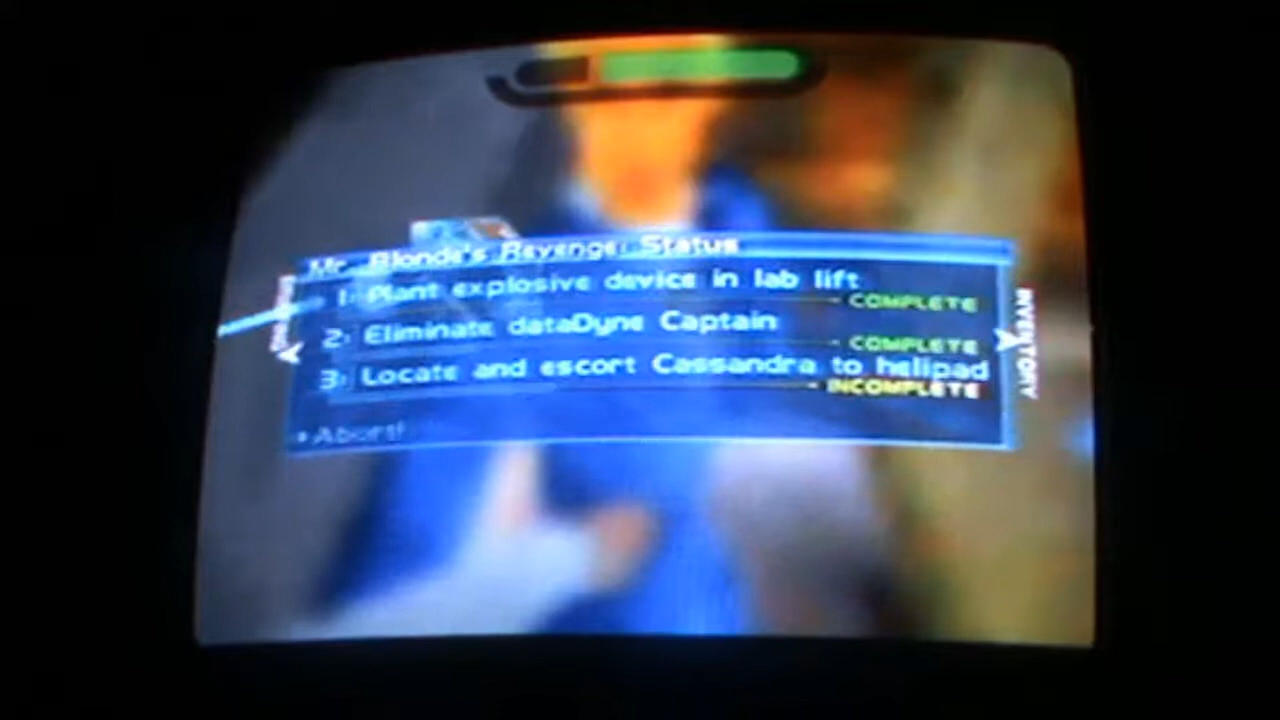 Mr. Blonde's Revenge: Status
1: Plant explosive device in lab lift
- COMPLETE
2: Eliminate dataDyne Captain
- COMPLETE
3: Locate and escort Cassandra to helipad
- INCOMPLETE
Abort!
INVENTORY